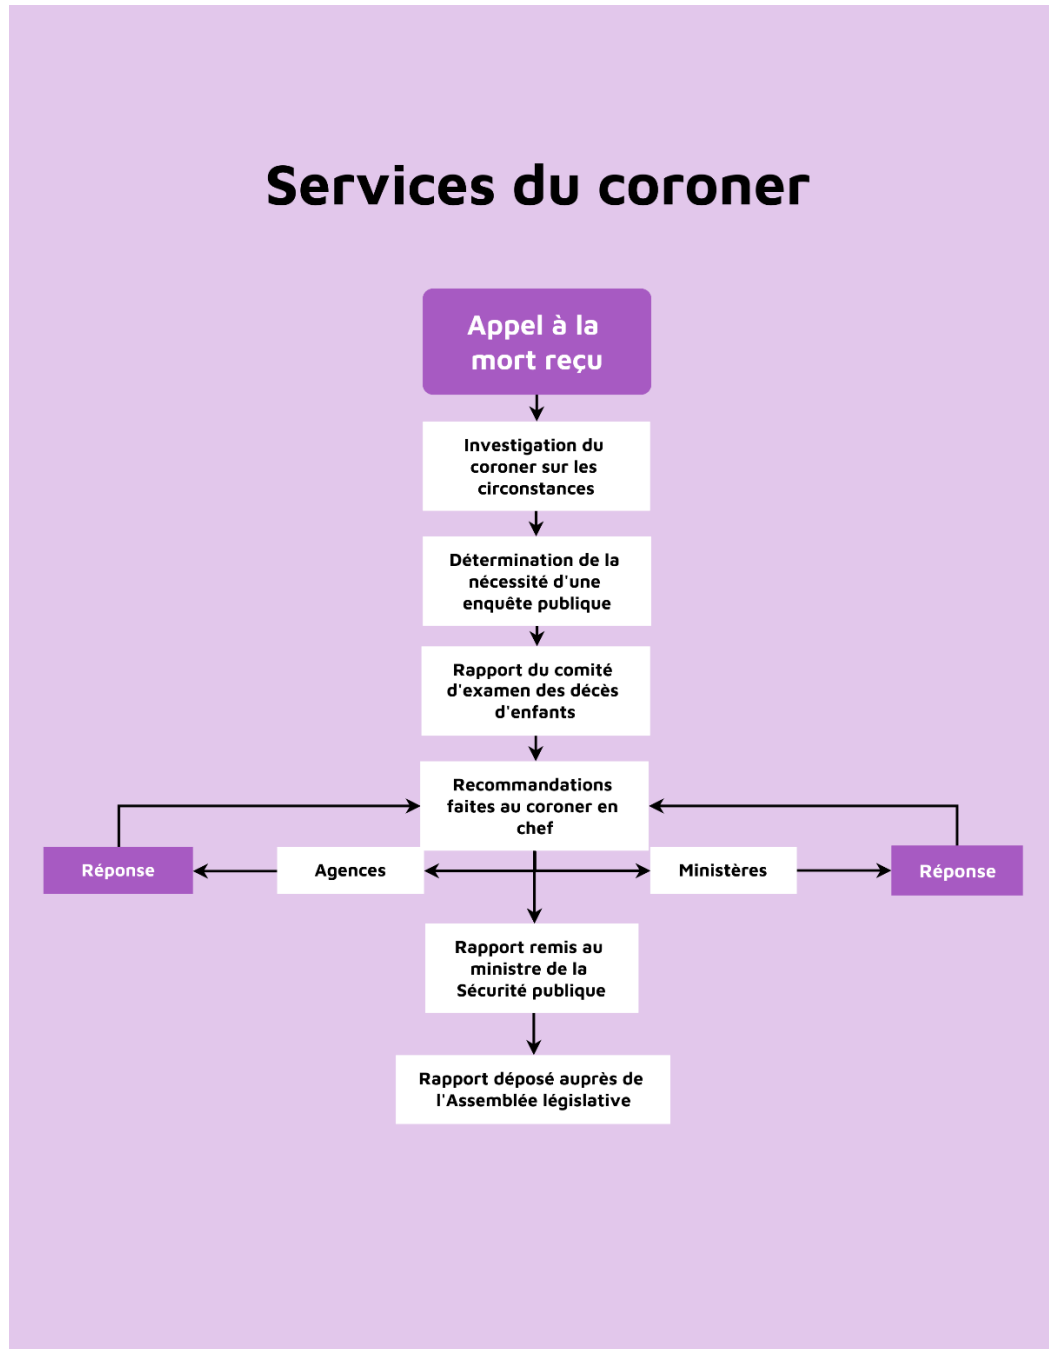 Services du coroner
Appel à la
mort reçu
Investigation du
coroner sur les
circonstances
Détermination de la
nécessité d'une
enquête publique
Rapport du comité
d'examen des décès
d'enfants
Recommandations
faites au coroner en
chef
Réponse
Agences
Ministères
Réponse
Rapport remis au
ministre de la
Sécurité publique
Rapport déposé auprès de
l'Assemblée législative